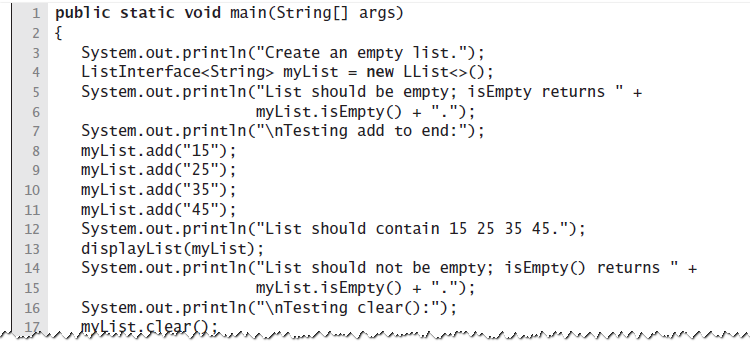 1 public static void main(String[] args)
2 {
3 System.out.println("Create an empty list.");
4 ListInterface<String> myList = new LList<>();
5 System.out.println("List should be empty; isEmpty returns " +
6 myList.isEmpty() + ".");
7 System.out.println("\nTesting add to end:");
8 myList.add("15");
9 myList.add("25");
10 myList.add("35");
11 myList.add("45");
12 System.out.println("List should contain 15 25 35 45.");
13 displayList(myList);
14 System.out.println("List should not be empty; isEmpty() returns " +
15 myList.isEmpty() + ".");
16 System.out.println("\nTesting clear():");
17 myList.clear();